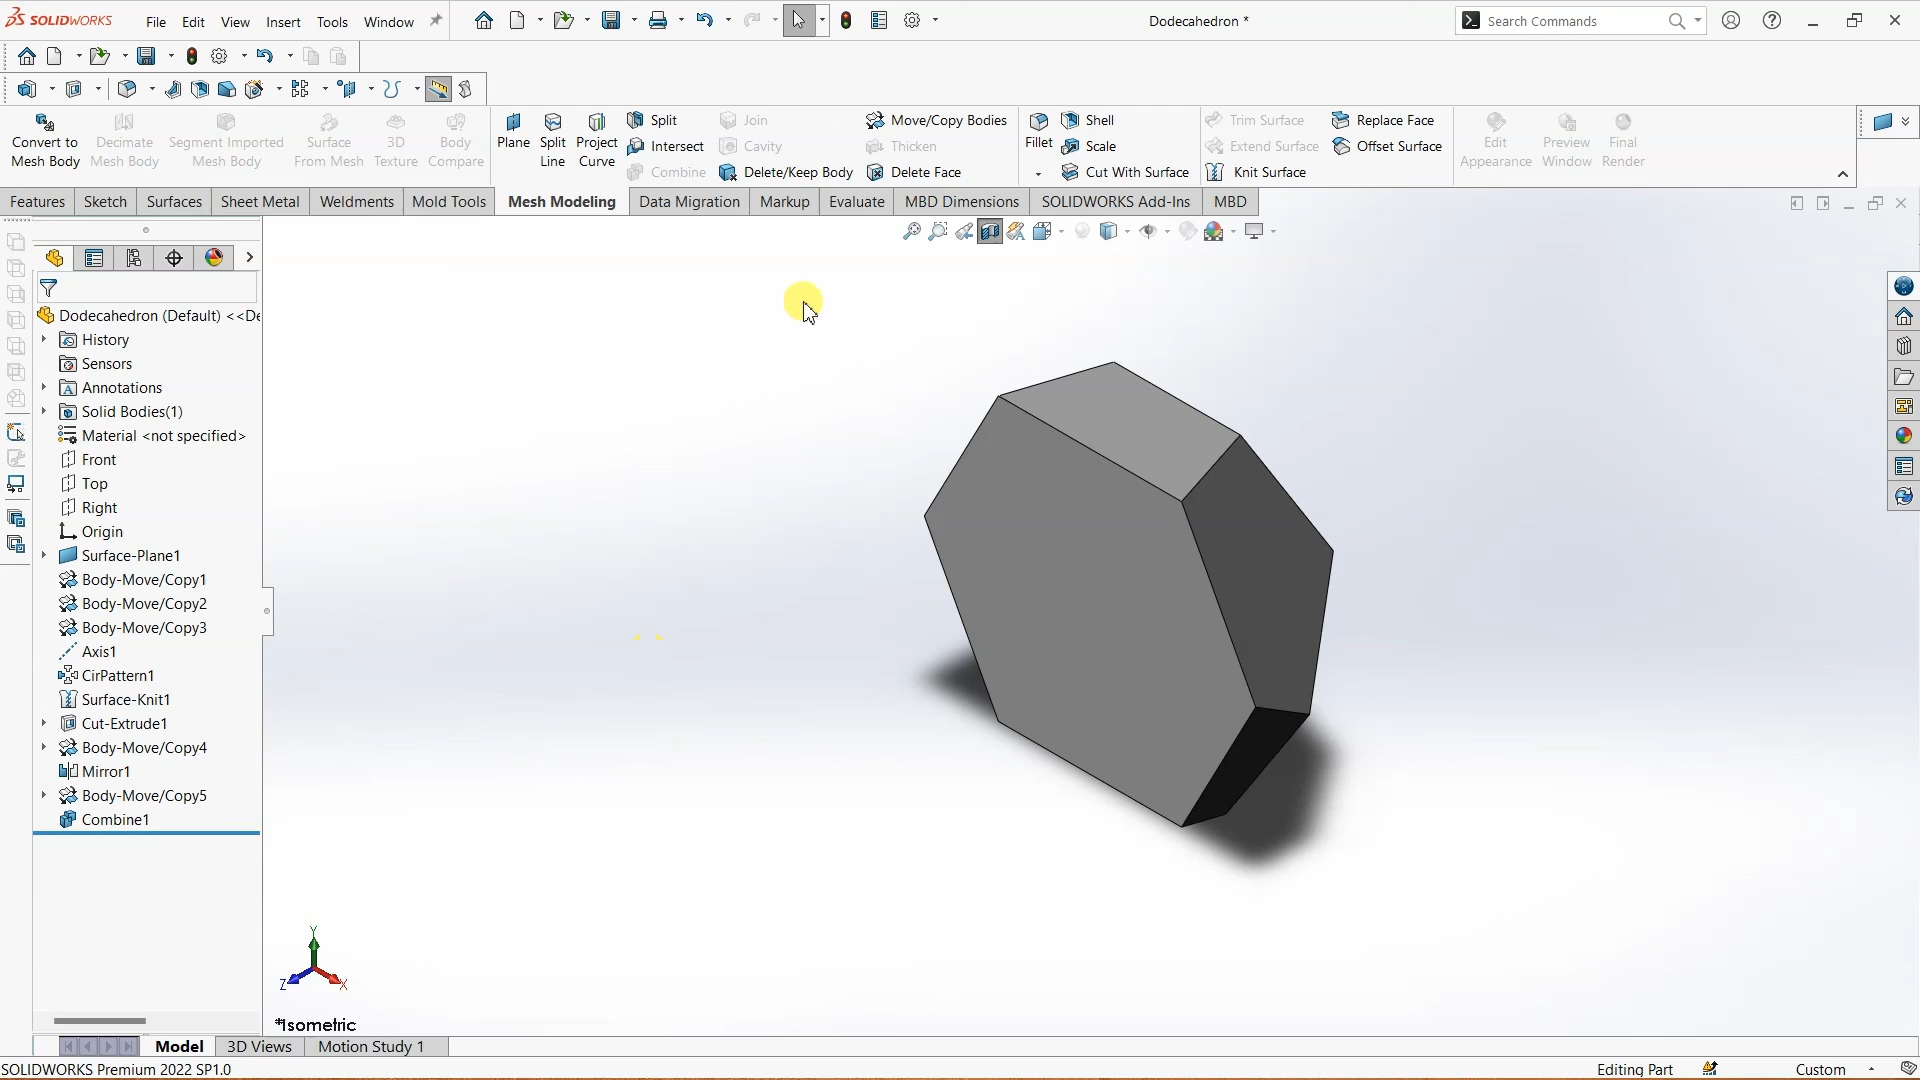 SOLIDWORKS File Edit View Insert Tools Window Dodecahedron * Search Commands
Convert to Mesh Body
Decimate Mesh Body
Segment Imported Mesh Body
Surface From Mesh
3D Texture
Body Compare
Plane
Split Line
Project Curve
Split
Intersect
Combine
Join
Cavity
Delete/Keep Body
Move/Copy Bodies
Thicken
Delete Face
Fillet
Shell
Scale
Cut With Surface
Trim Surface
Extend Surface
Knit Surface
Replace Face
Offset Surface
Edit Appearance
Preview Window
Final Render
Features Sketch Surfaces Sheet Metal Weldments Mold Tools Mesh Modeling Data Migration Markup Evaluate MBD Dimensions SOLIDWORKS Add-Ins MBD
Dodecahedron (Default) <<De
History
Sensors
Annotations
Solid Bodies(1)
Material <not specified>
Front
Top
Right
Origin
Surface-Plane1
Body-Move/Copy1
Body-Move/Copy2
Body-Move/Copy3
Axis1
CirPattern1
Surface-Knit1
Cut-Extrude1
Body-Move/Copy4
Mirror1
Body-Move/Copy5
Combine1
Y
Z
X
*Isometric
Model 3D Views Motion Study 1
SOLIDWORKS Premium 2022 SP1.0 Editing Part Custom